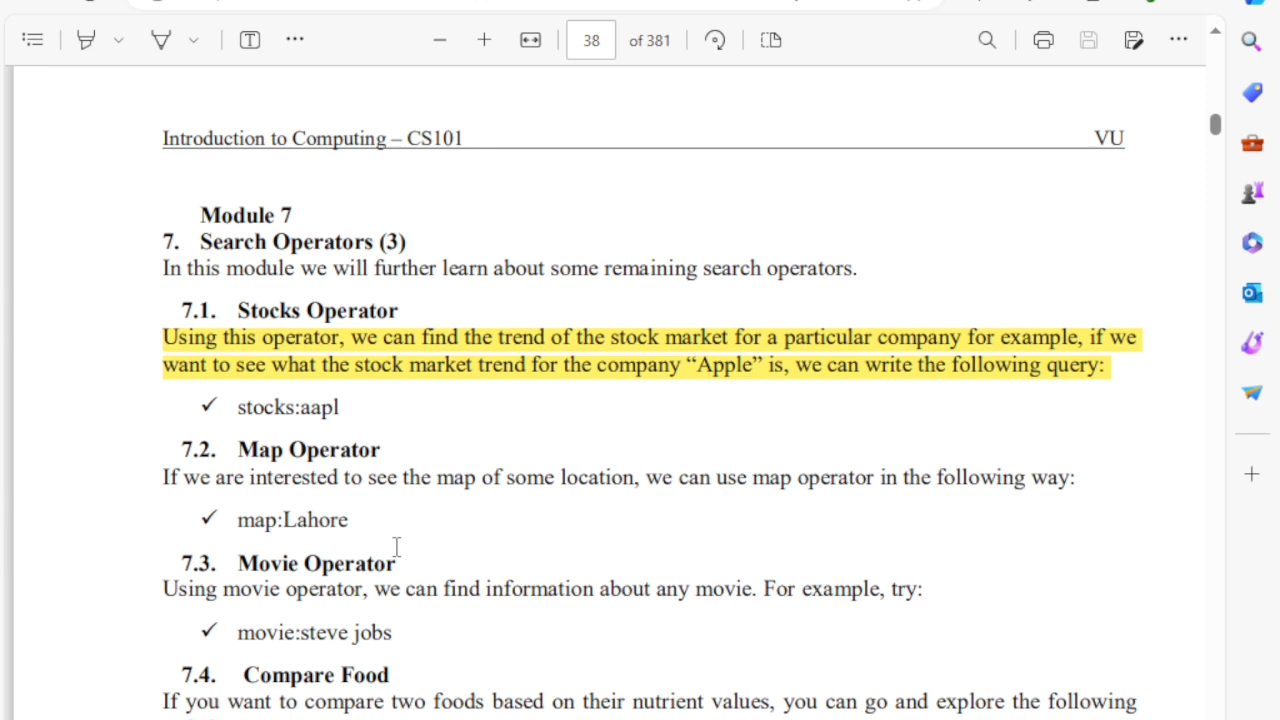 38 of 381
Introduction to Computing – CS101 VU
Module 7
7. Search Operators (3)
In this module we will further learn about some remaining search operators.
7.1. Stocks Operator
Using this operator, we can find the trend of the stock market for a particular company for example, if we
want to see what the stock market trend for the company “Apple” is, we can write the following query:
✓ stocks:aapl
7.2. Map Operator
If we are interested to see the map of some location, we can use map operator in the following way:
✓ map:Lahore
7.3. Movie Operator
Using movie operator, we can find information about any movie. For example, try:
✓ movie:steve jobs
7.4. Compare Food
If you want to compare two foods based on their nutrient values, you can go and explore the following